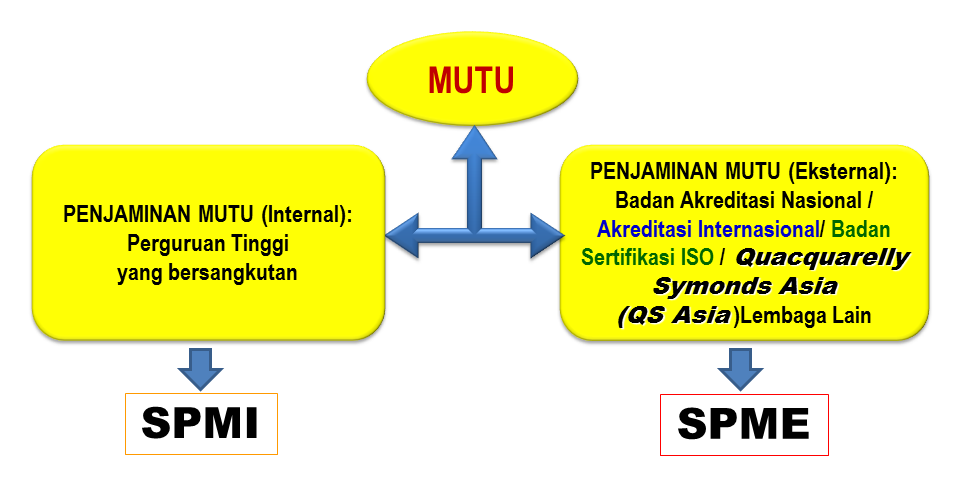 MUTU
PENJAMINAN MUTU (Internal):
Perguruan Tinggi
yang bersangkutan
PENJAMINAN MUTU (Eksternal):
Badan Akreditasi Nasional /
Akreditasi Internasional/ Badan
Sertifikasi ISO / Quacquarelly
Symonds Asia
(QS Asia )Lembaga Lain
SPMI
SPME